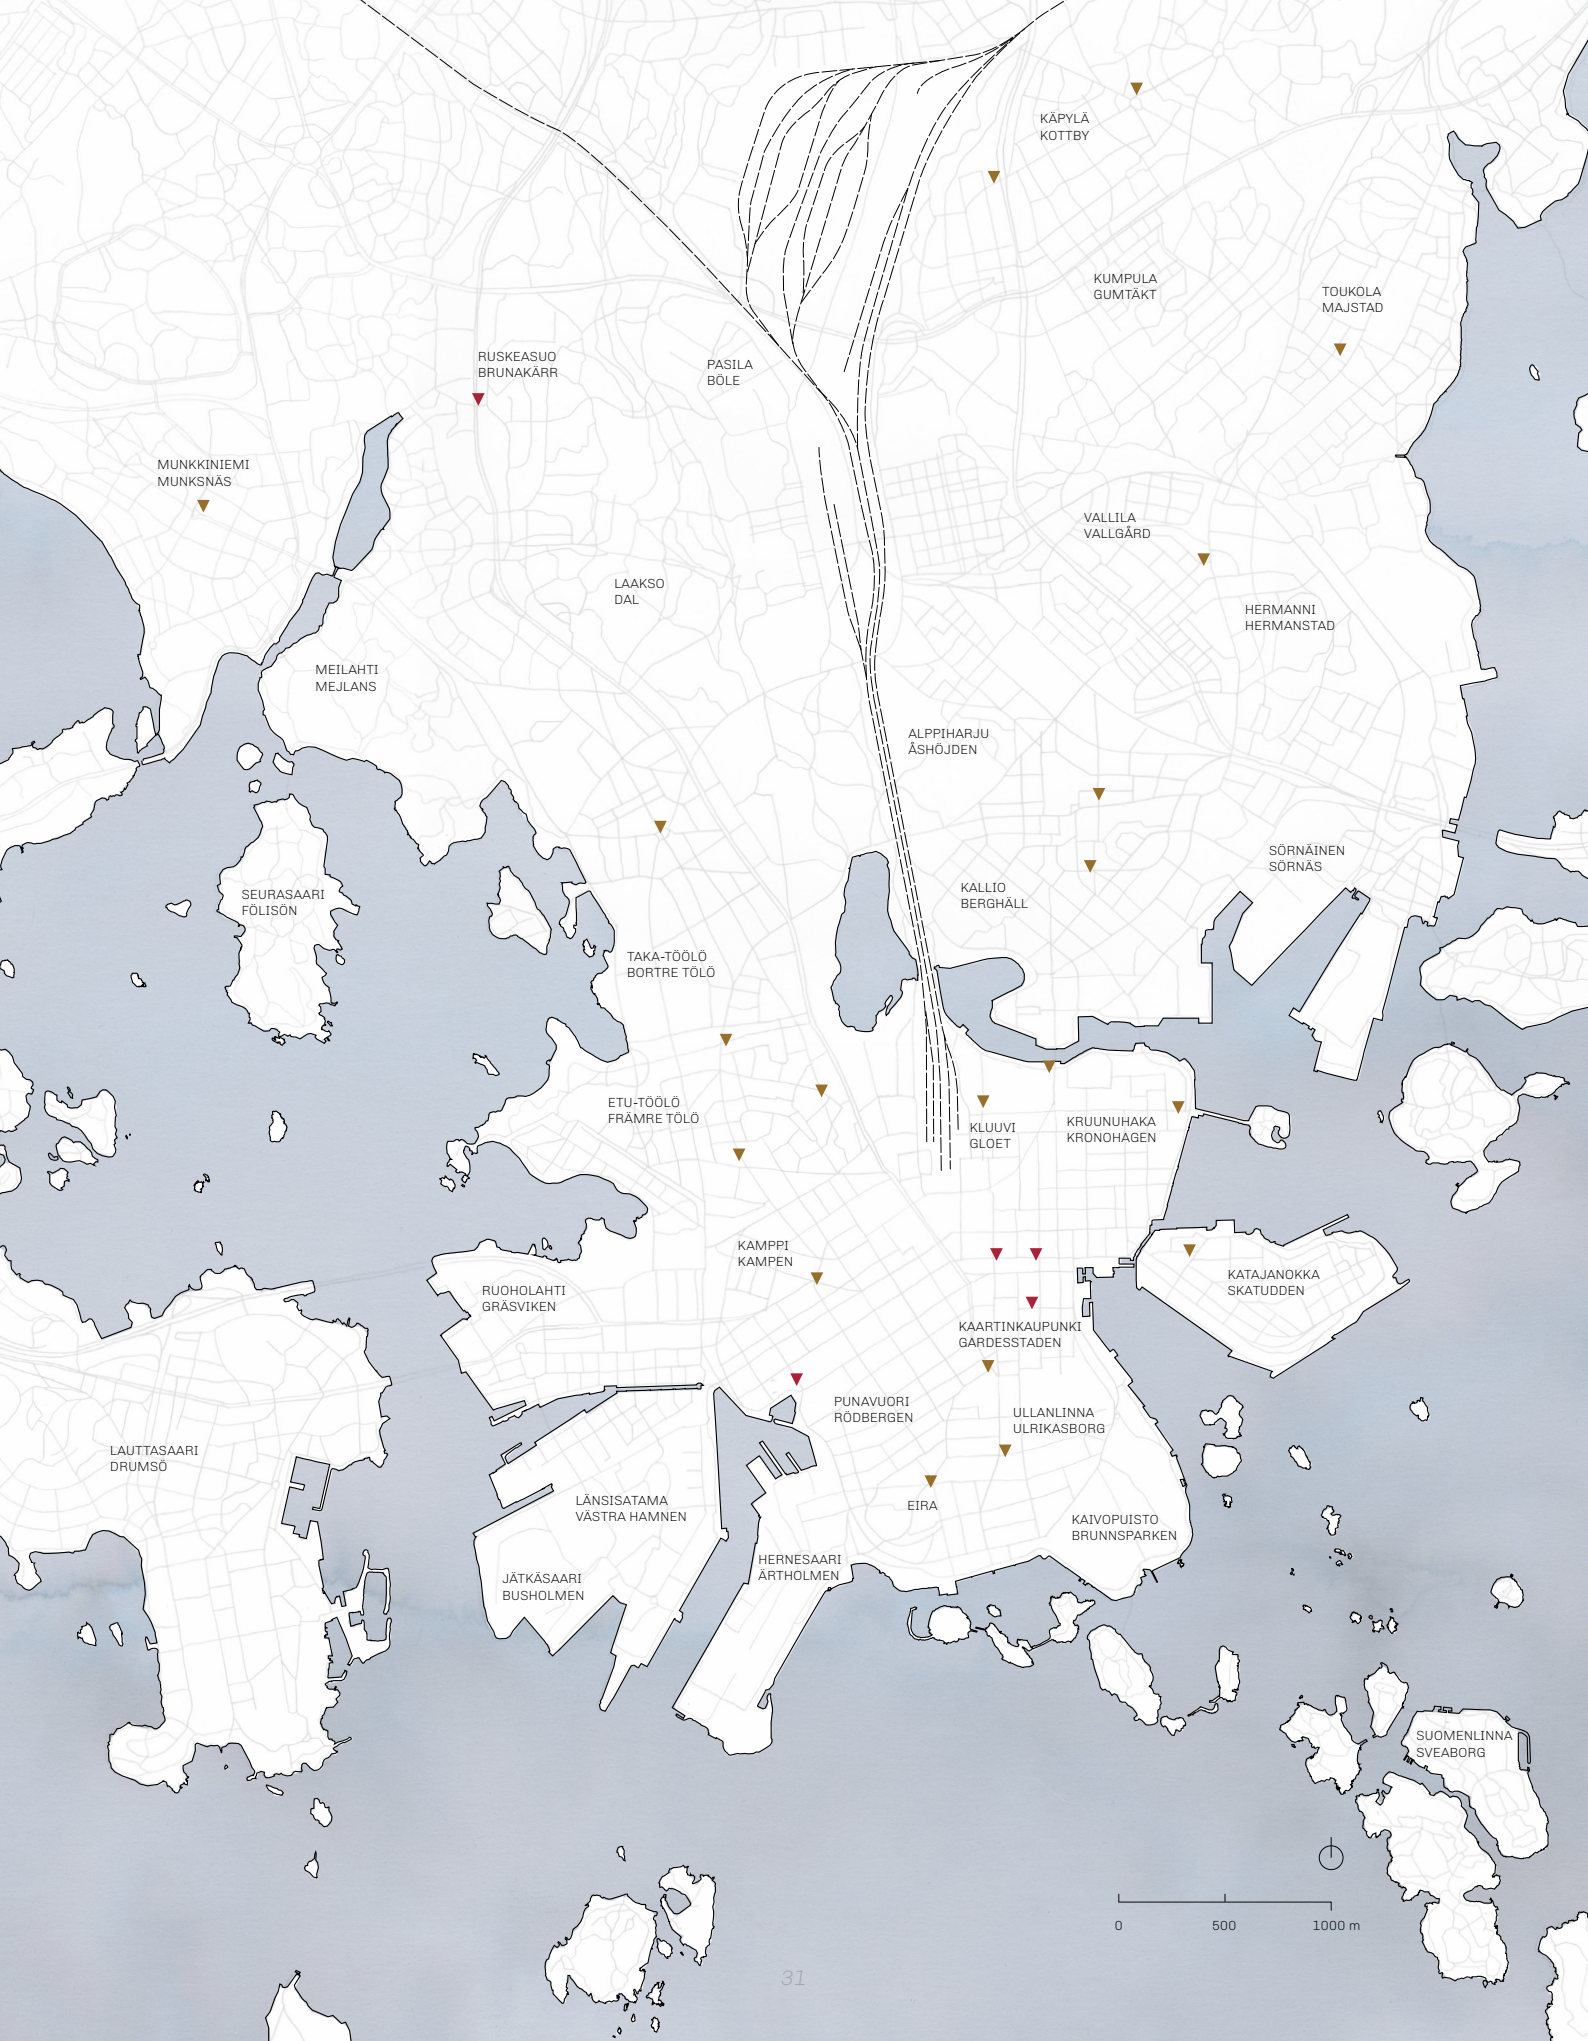 KÄPYLÄ
KOTTBY
KUMPULA
GUMTÄKT
TOUKOLA
MAJSTAD
RUSKEASUO
BRUNAKÄRR
PASILA
BÖLE
MUNKKINIEMI
MUNKSNÄS
VALLILA
VALLGÅRD
LAAKSO
DAL
HERMANNI
HERMANSTAD
MEILAHTI
MEJLANS
ALPPIHARJU
ÅSHÖJDEN
SÖRNÄINEN
SÖRNÄS
KALLIO
BERGHÄLL
SEURASAARI
FÖLISÖN
TAKA-TÖÖLÖ
BORTRE TÖLÖ
ETU-TÖÖLÖ
FRÄMRE TÖLÖ
KLUUVI
GLOET
KRUUNUHAKA
KRONOHAGEN
KAMPPI
KAMPEN
KATAJANOKKA
SKATUDDEN
RUOHOLAHTI
GRÄSVIKEN
KAARTINKAUPUNKI
GARDESSTADEN
PUNAVUORI
RÖDBERGEN
ULLANLINNA
ULRIKASBORG
LAUTTASAARI
DRUMSÖ
LÄNSISATAMA
VÄSTRA HAMNEN
EIRA
KAIVOPUISTO
BRUNNSPARKEN
HERNESAARI
ÄRTHOLMEN
JÄTKÄSAARI
BUSHOLMEN
SUOMENLINNA
SVEABORG
0 500 1000 m
31